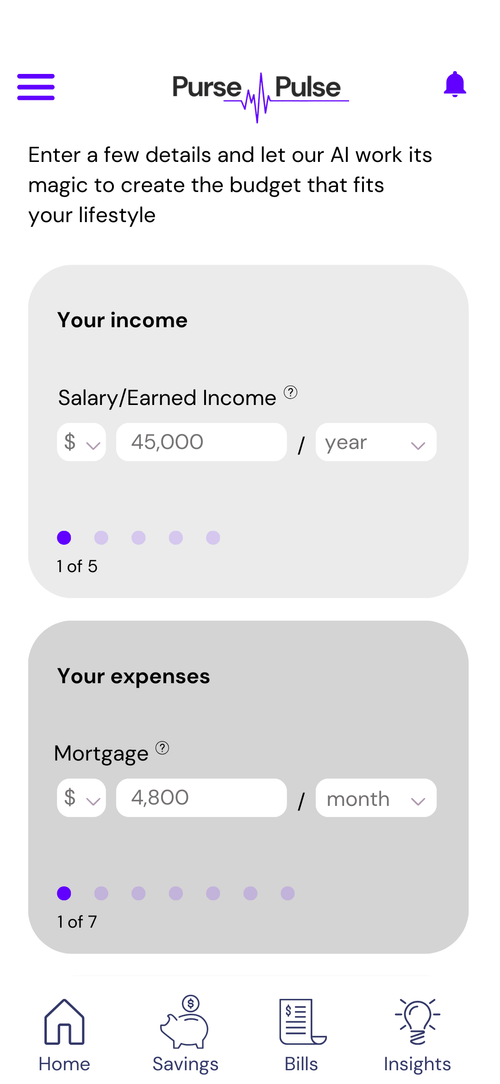 Purse Pulse
Enter a few details and let our AI work its
magic to create the budget that fits
your lifestyle
Your income
Salary/Earned Income ?
$ 45,000 / year
1 of 5
Your expenses
Mortgage ?
$ 4,800 / month
1 of 7
$ $
Home Savings Bills Insights